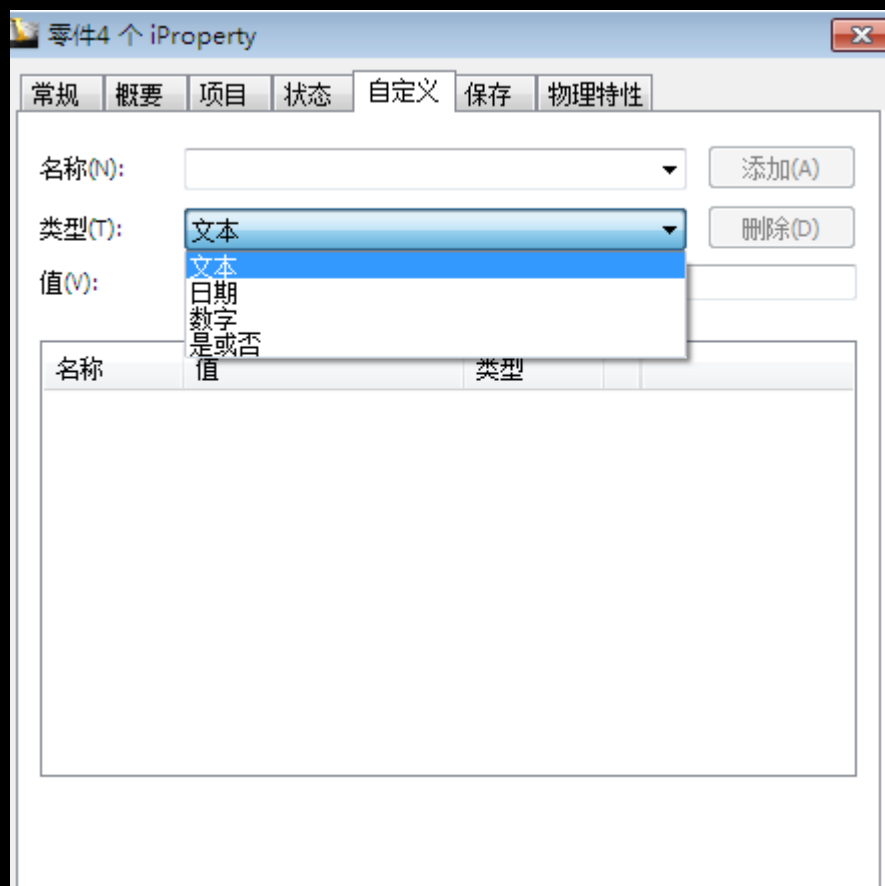 零件4 个 iProperty
常规 概要 项目 状态 自定义 保存 物理特性
名称(N): 添加(A)
类型(T): 文本 删除(D)
文本
值(V):
日期
数字
是或否
名称 值 类型